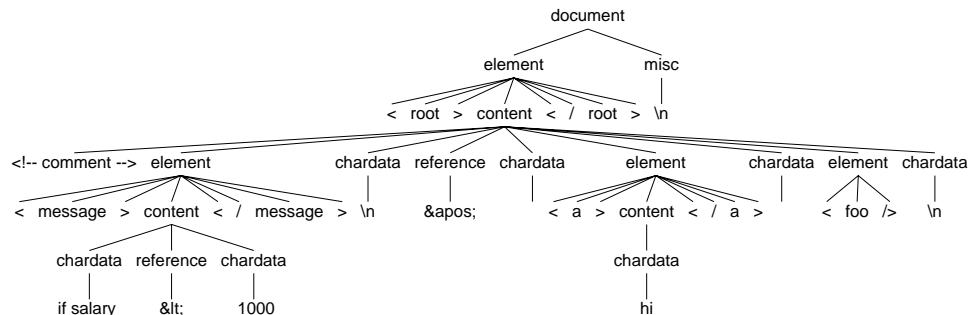 document
element misc
< root > content < / root > \n
<!-- comment --> element chardata reference chardata element chardata element chardata
< message > content < / message > \n &apos; < a > content < / a > < foo /> \n
chardata reference chardata chardata
if salary &lt; 1000 hi